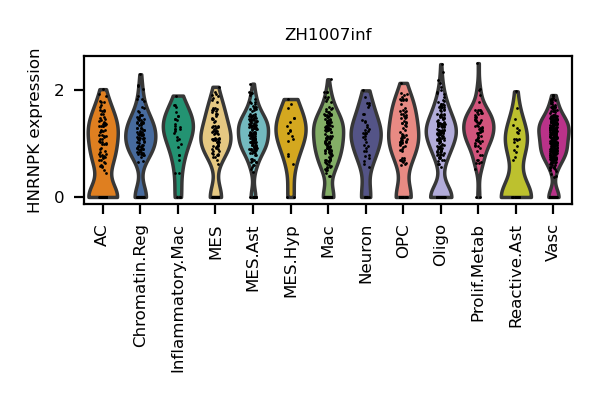 ZH1007inf
HNRNPK expression
2
0
AC
Chromatin.Reg
Inflammatory.Mac
MES
MES.Ast
MES.Hyp
Mac
Neuron
OPC
Oligo
Prolif.Metab
Reactive.Ast
Vasc